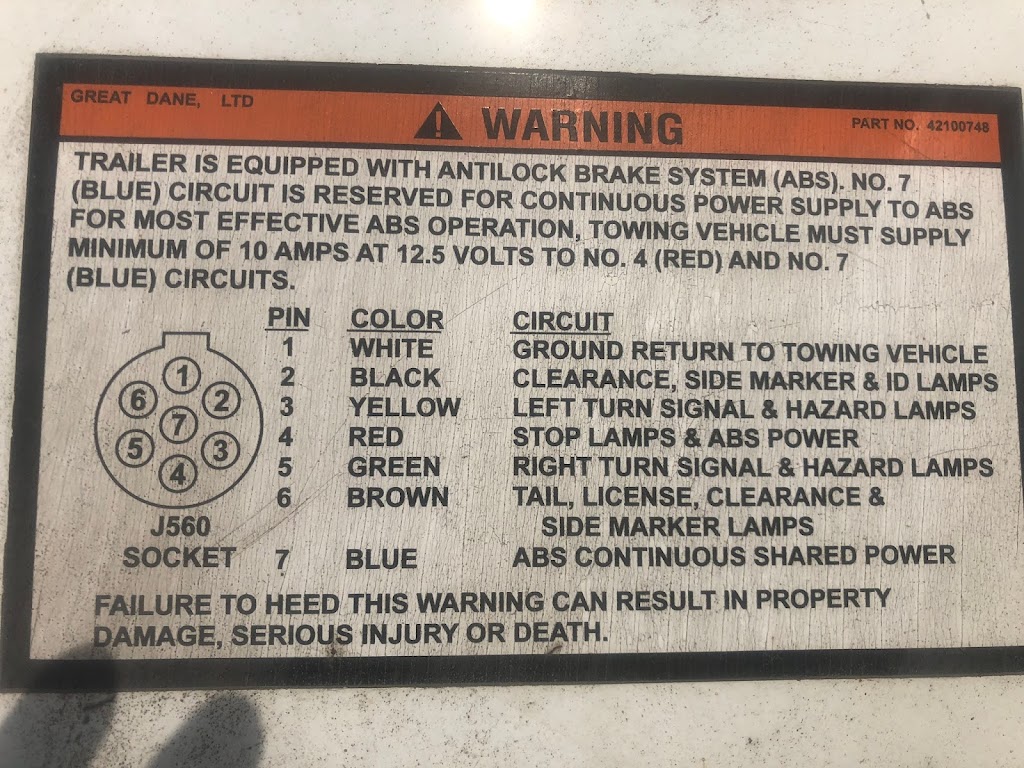 GREAT DANE, LTD
WARNING
PART NO. 42100748
TRAILER IS EQUIPPED WITH ANTILOCK BRAKE SYSTEM (ABS). NO. 7
(BLUE) CIRCUIT IS RESERVED FOR CONTINUOUS POWER SUPPLY TO ABS
FOR MOST EFFECTIVE ABS OPERATION, TOWING VEHICLE MUST SUPPLY
MINIMUM OF 10 AMPS AT 12.5 VOLTS TO NO. 4 (RED) AND NO. 7
(BLUE) CIRCUITS.
PIN COLOR CIRCUIT
1 WHITE GROUND RETURN TO TOWING VEHICLE
2 BLACK CLEARANCE, SIDE MARKER & ID LAMPS
3 YELLOW LEFT TURN SIGNAL & HAZARD LAMPS
4 RED STOP LAMPS & ABS POWER
5 GREEN RIGHT TURN SIGNAL & HAZARD LAMPS
6 BROWN TAIL, LICENSE, CLEARANCE &
SIDE MARKER LAMPS
7 BLUE ABS CONTINUOUS SHARED POWER
1
6 2
7
5 3
4
J560
SOCKET
FAILURE TO HEED THIS WARNING CAN RESULT IN PROPERTY
DAMAGE, SERIOUS INJURY OR DEATH.